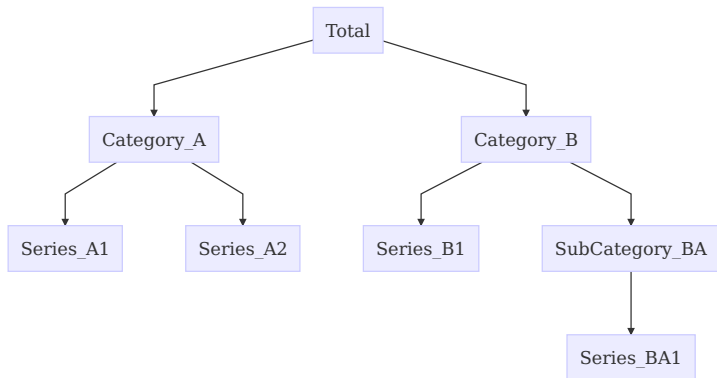 Total
Category_A
Category_B
Series_A1
Series_A2
Series_B1
SubCategory_BA
Series_BA1